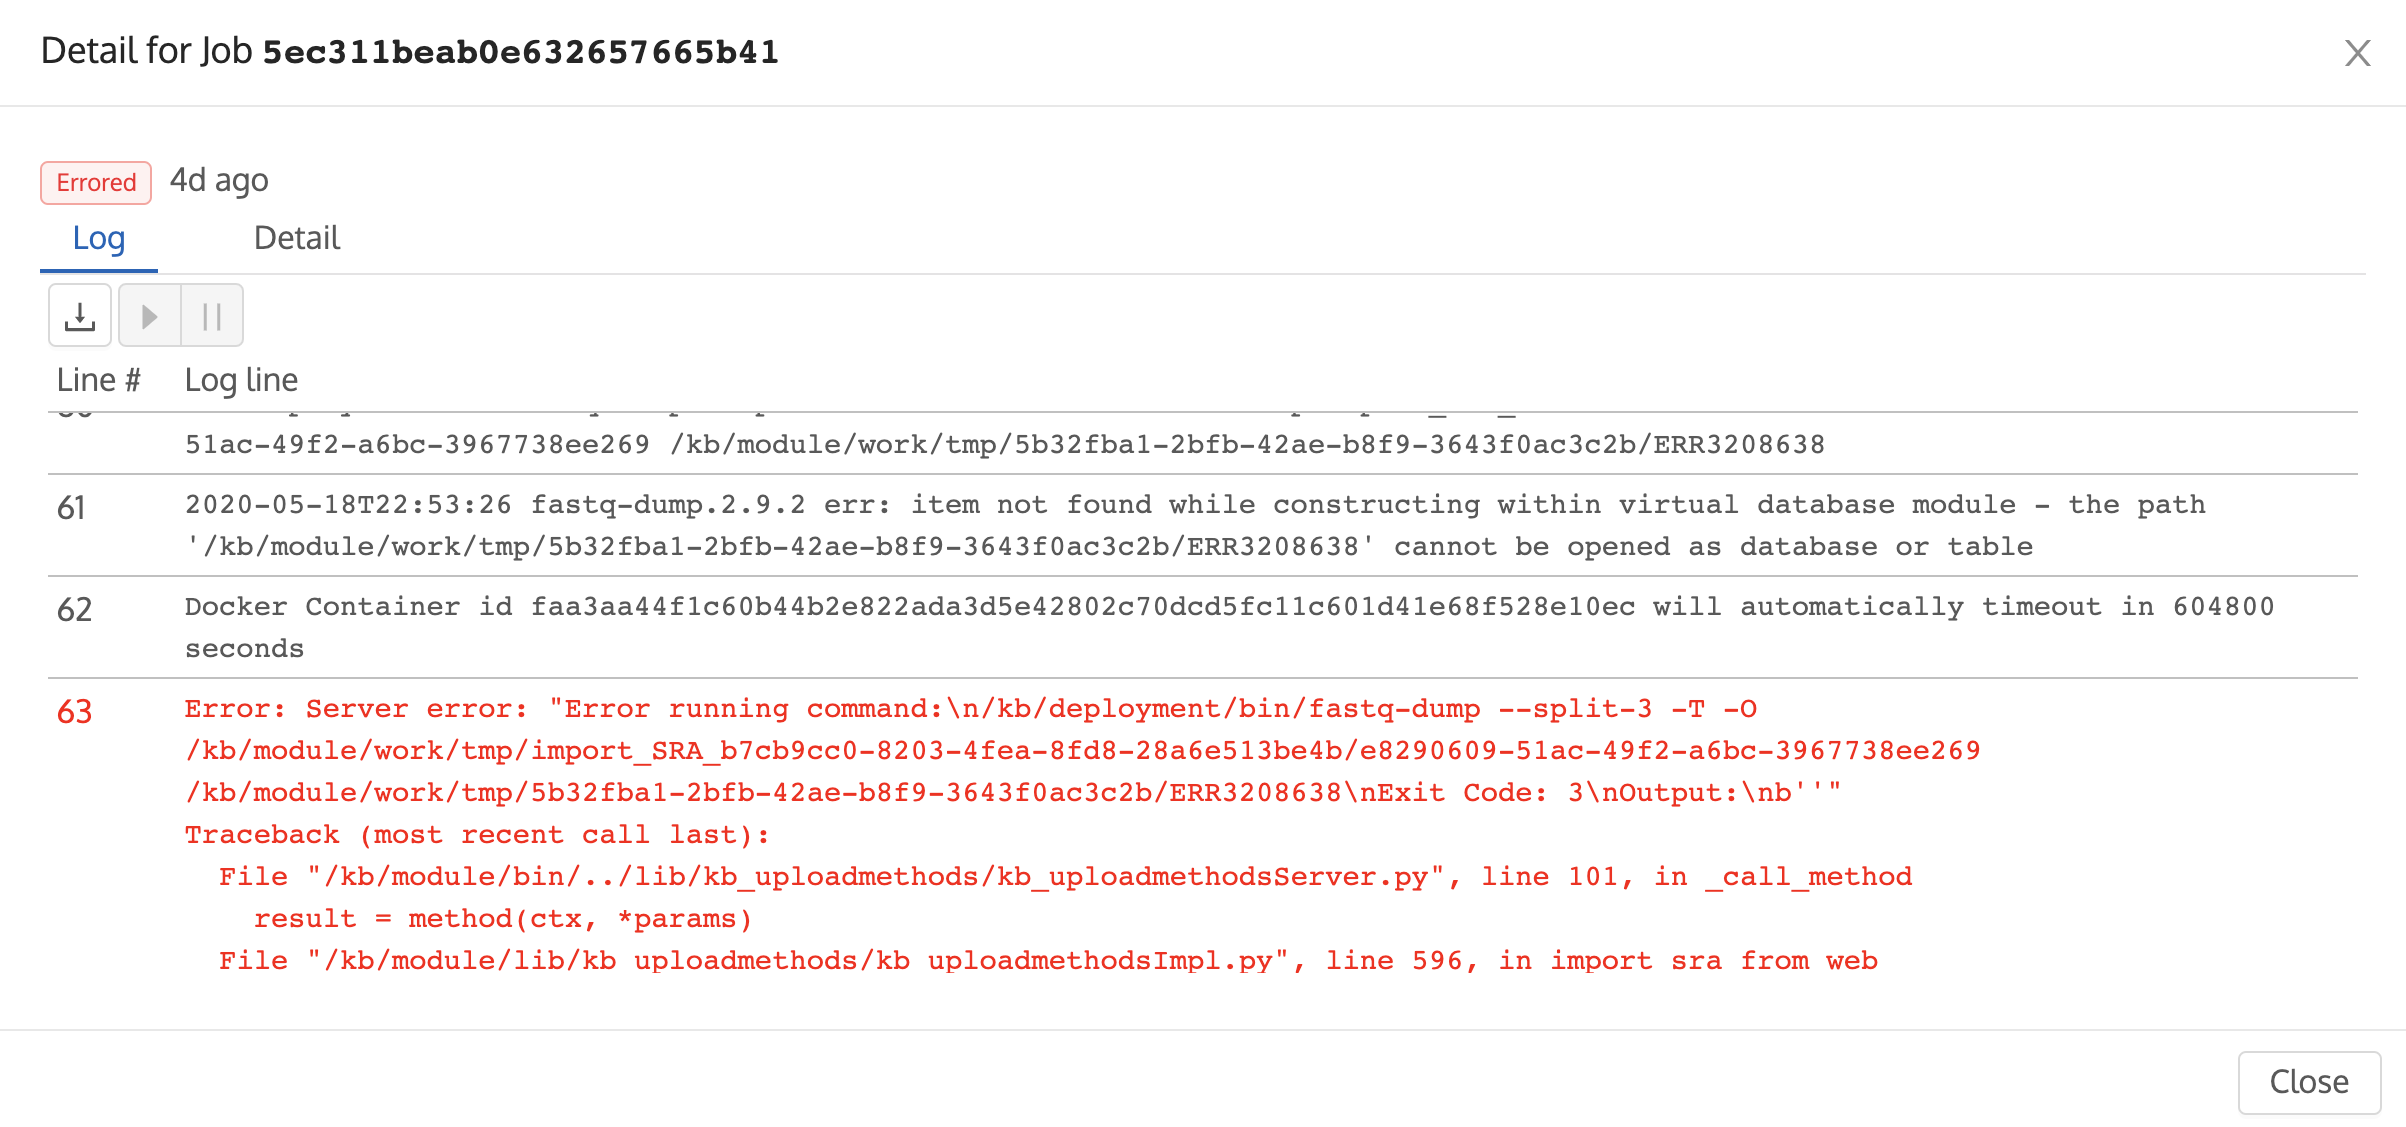 Detail for Job 5ec311beab0e632657665b41
X
Errored 4d ago
Log Detail
Line # Log line
51ac-49f2-a6bc-3967738ee269 /kb/module/work/tmp/5b32fba1-2bfb-42ae-b8f9-3643f0ac3c2b/ERR3208638
61 2020-05-18T22:53:26 fastq-dump.2.9.2 err: item not found while constructing within virtual database module - the path
'/kb/module/work/tmp/5b32fba1-2bfb-42ae-b8f9-3643f0ac3c2b/ERR3208638' cannot be opened as database or table
62 Docker Container id faa3aa44f1c60b44b2e822ada3d5e42802c70dcd5fc11c601d41e68f528e10ec will automatically timeout in 604800
seconds
63 Error: Server error: "Error running command:\n/kb/deployment/bin/fastq-dump --split-3 -T -O
/kb/module/work/tmp/import_SRA_b7cb9cc0-8203-4fea-8fd8-28a6e513be4b/e8290609-51ac-49f2-a6bc-3967738ee269
/kb/module/work/tmp/5b32fba1-2bfb-42ae-b8f9-3643f0ac3c2b/ERR3208638\nExit Code: 3\nOutput:\nb''"
Traceback (most recent call last):
File "/kb/module/bin/../lib/kb_uploadmethods/kb_uploadmethodsServer.py", line 101, in _call_method
result = method(ctx, *params)
File "/kb/module/lib/kb uploadmethods/kb uploadmethodsImpl.py", line 596, in import sra from web
Close